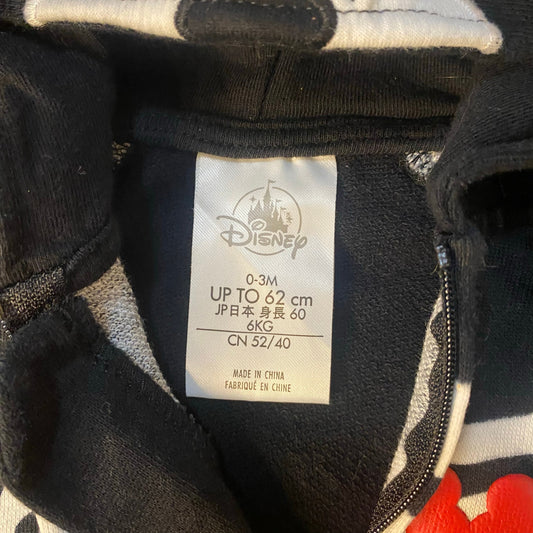 Disney
0-3M
UP TO 62 cm
JP日本 身長 60
6KG
CN 52/40
MADE IN CHINA
FABRIQUÉ EN CHINE